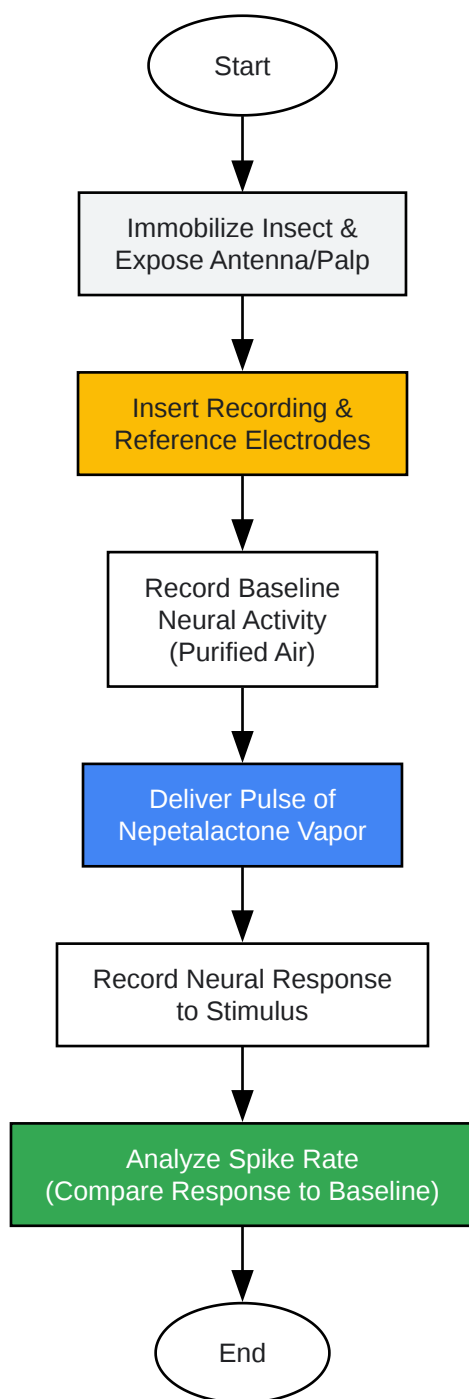 Start
Immobilize Insect &
Expose Antenna/Palp
Insert Recording &
Reference Electrodes
Record Baseline
Neural Activity
(Purified Air)
Deliver Pulse of
Nepetalactone Vapor
Record Neural Response
to Stimulus
Analyze Spike Rate
(Compare Response to Baseline)
End